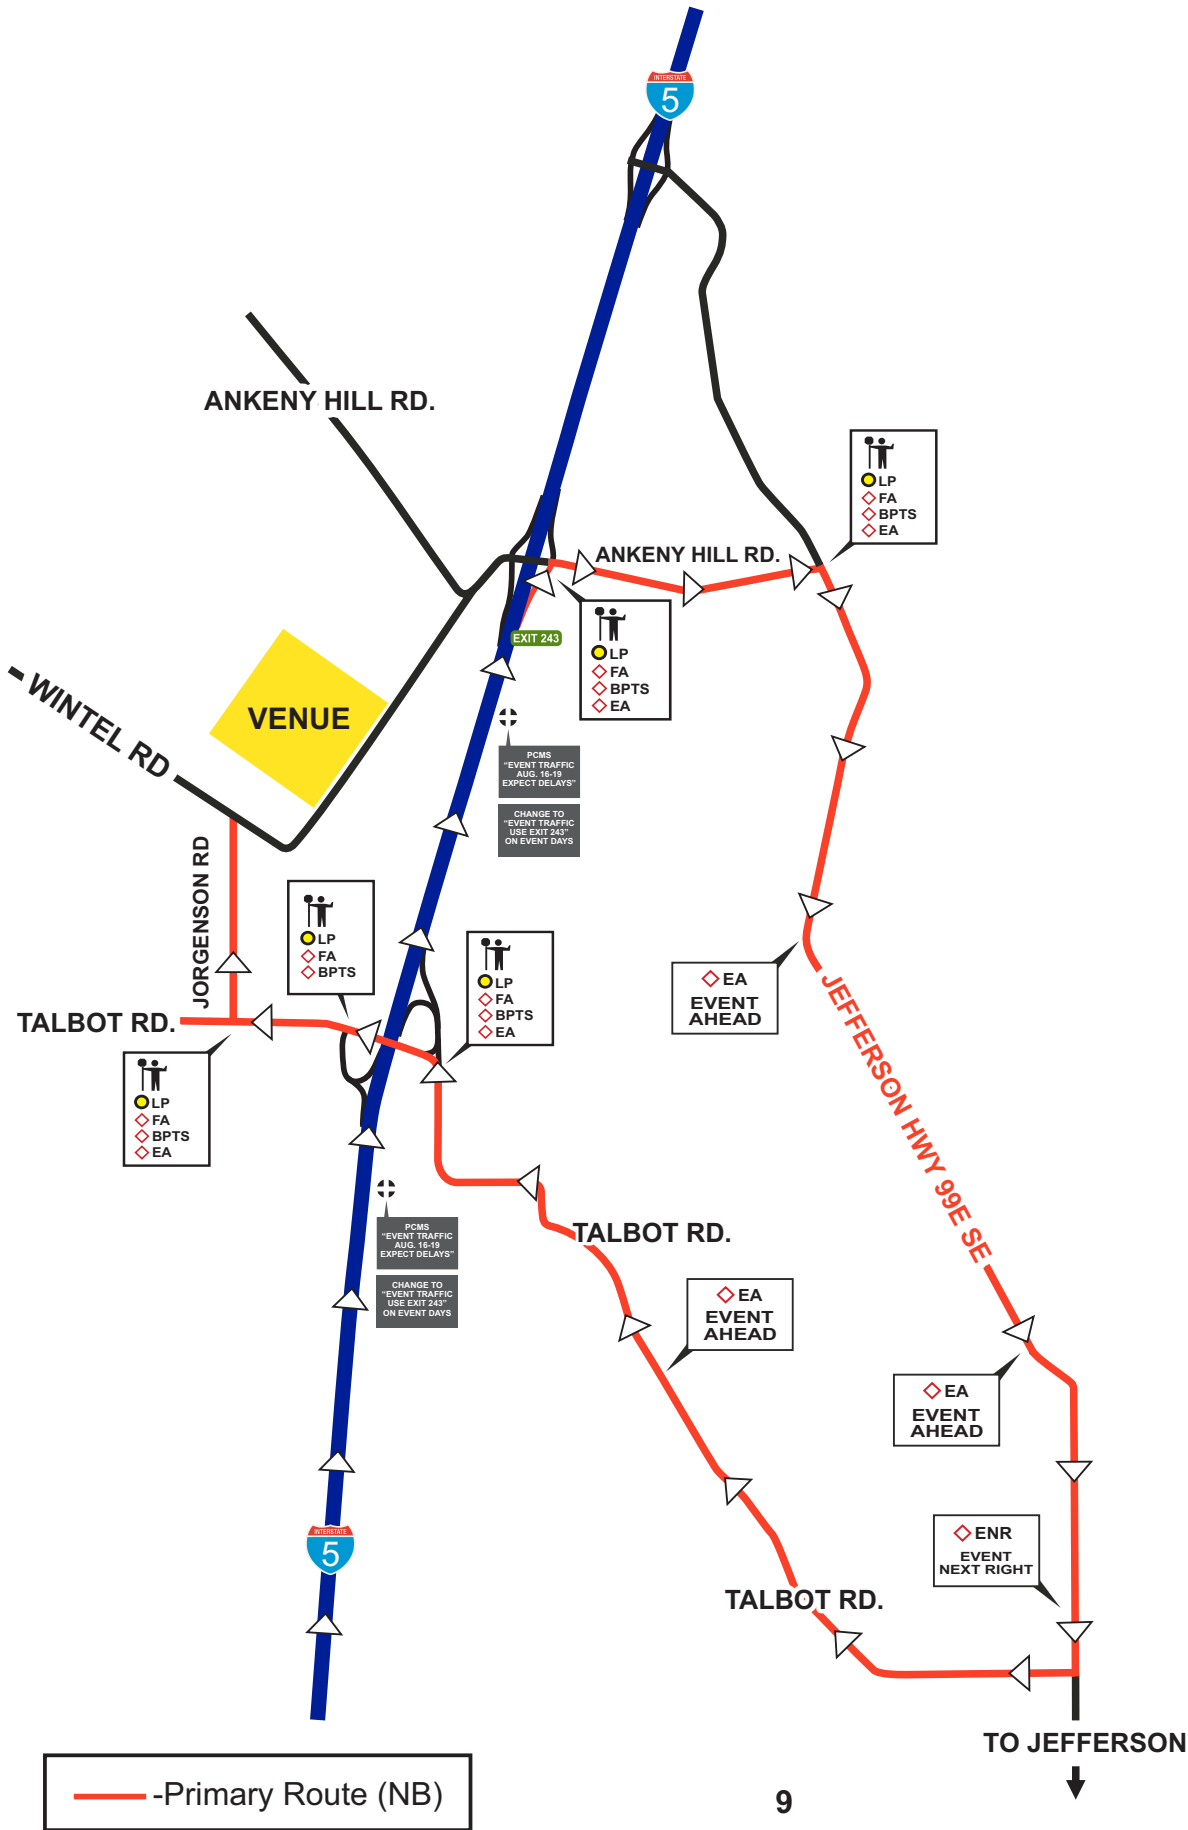 INTERSTATE
5
ANKENY HILL RD.
LP
FA
BPTS
EA
ANKENY HILL RD.
EXIT 243
LP
FA
BPTS
EA
WINTEL RD
VENUE
PCMS
"EVENT TRAFFIC
AUG. 16-19
EXPECT DELAYS"
CHANGE TO
"EVENT TRAFFIC
USE EXIT 243"
ON EVENT DAYS
JORGENSON RD
LP
FA
BPTS
LP
FA
BPTS
EA
EA
EVENT
AHEAD
JEFFERSON HWY 99E SE
TALBOT RD.
LP
FA
BPTS
EA
PCMS
"EVENT TRAFFIC
AUG. 16-19
EXPECT DELAYS"
CHANGE TO
"EVENT TRAFFIC
USE EXIT 243"
ON EVENT DAYS
TALBOT RD.
EA
EVENT
AHEAD
EA
EVENT
AHEAD
INTERSTATE
5
ENR
EVENT
NEXT RIGHT
TALBOT RD.
TO JEFFERSON
-Primary Route (NB)
9